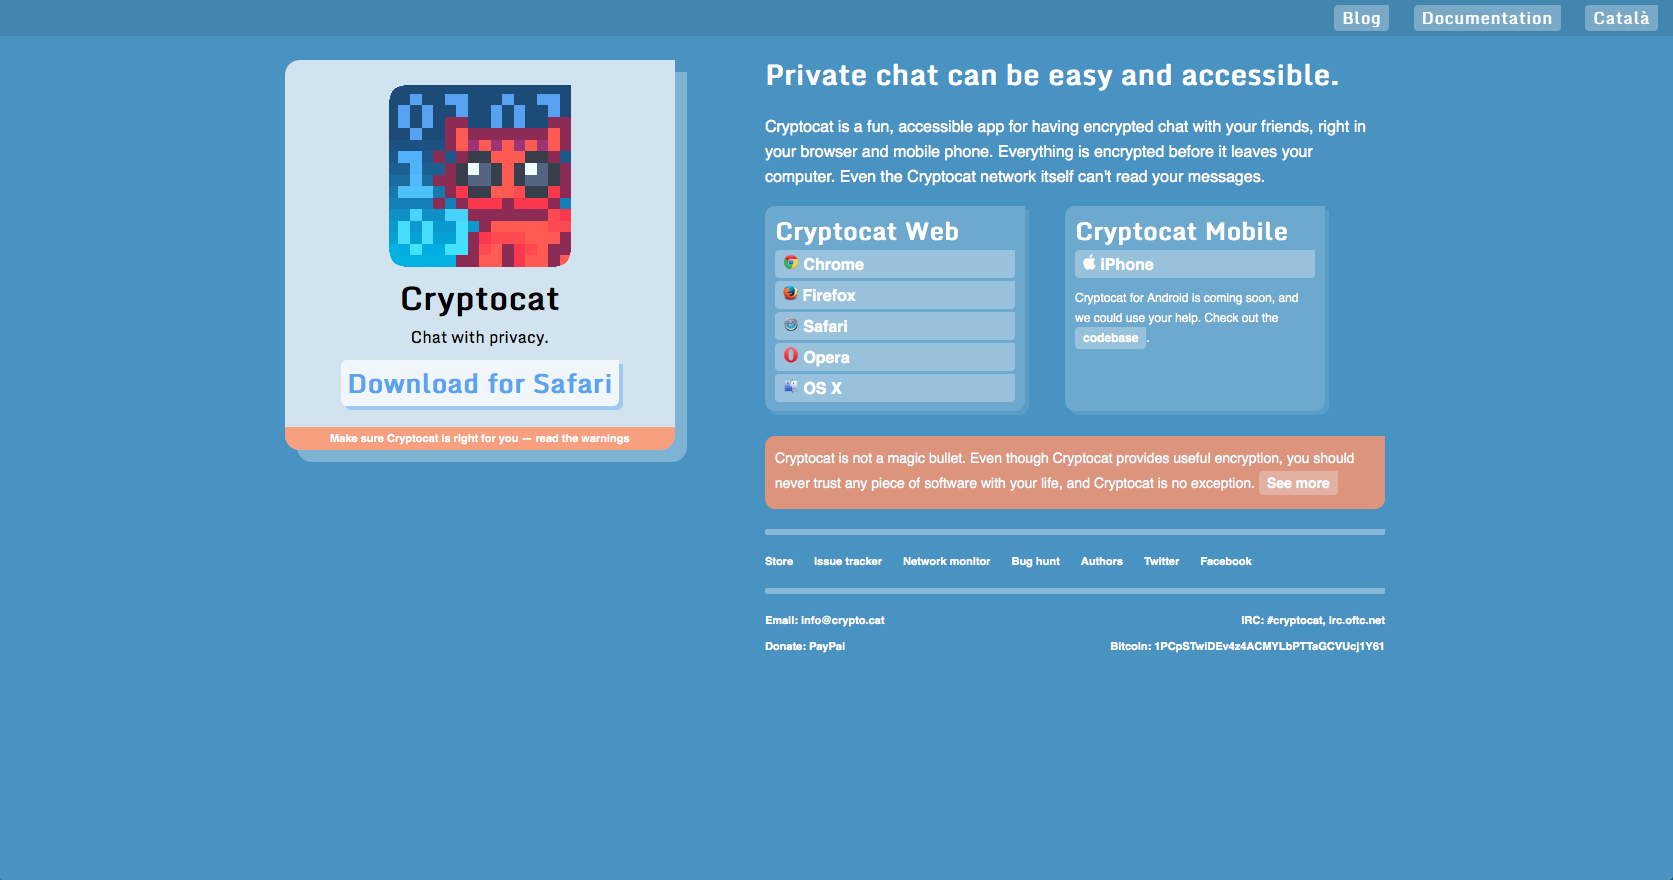 Blog Documentation Català
Cryptocat
Chat with privacy.
Download for Safari
Make sure Cryptocat is right for you — read the warnings
Private chat can be easy and accessible.
Cryptocat is a fun, accessible app for having encrypted chat with your friends, right in
your browser and mobile phone. Everything is encrypted before it leaves your
computer. Even the Cryptocat network itself can't read your messages.
Cryptocat Web
Chrome
Firefox
Safari
Opera
OS X
Cryptocat Mobile
iPhone
Cryptocat for Android is coming soon, and
we could use your help. Check out the
codebase.
Cryptocat is not a magic bullet. Even though Cryptocat provides useful encryption, you should
never trust any piece of software with your life, and Cryptocat is no exception. See more
Store Issue tracker Network monitor Bug hunt Authors Twitter Facebook
Email: info@crypto.cat IRC: #cryptocat, irc.oftc.net
Donate: PayPal Bitcoin: 1PCpSTwiDEv4z4ACMYLbPTTaGCVUcj1Y61